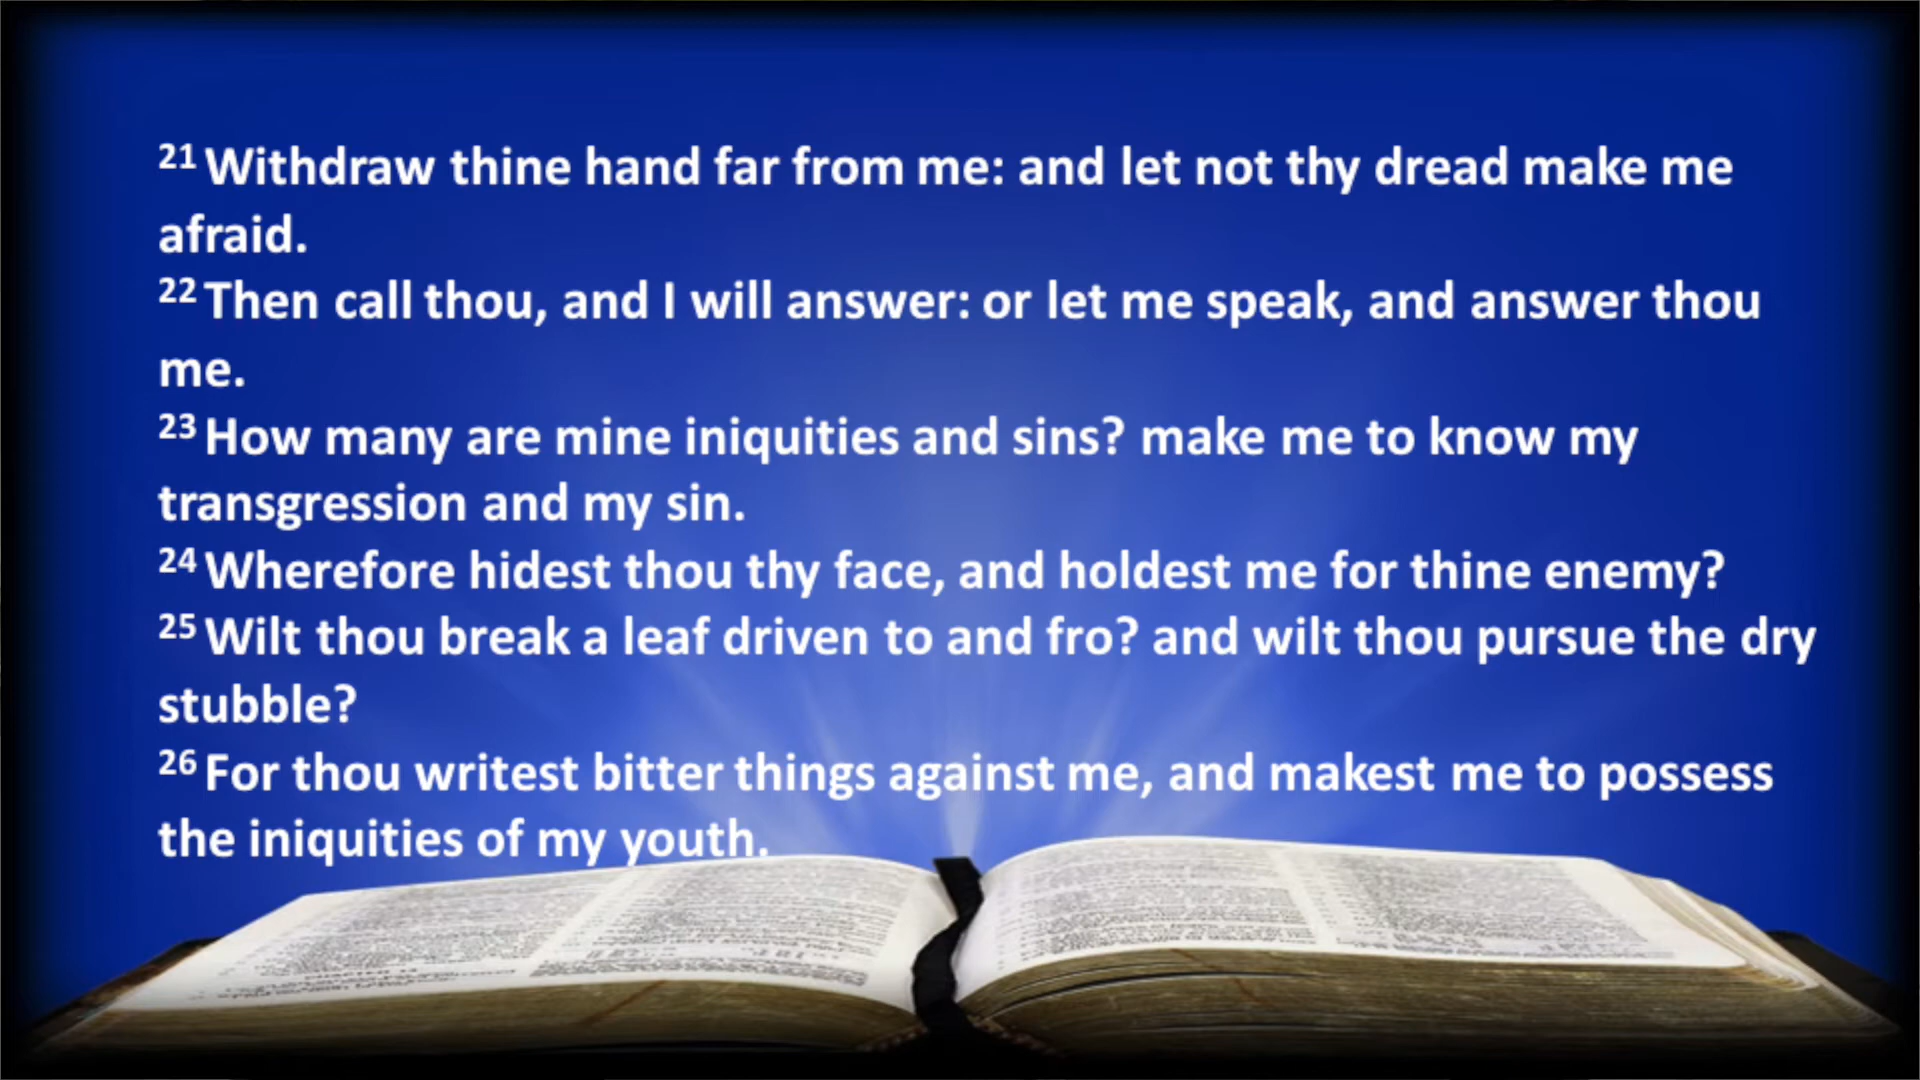 21 Withdraw thine hand far from me: and let not thy dread make me
afraid.
22 Then call thou, and I will answer: or let me speak, and answer thou
me.
23 How many are mine iniquities and sins? make me to know my
transgression and my sin.
24 Wherefore hidest thou thy face, and holdest me for thine enemy?
25 Wilt thou break a leaf driven to and fro? and wilt thou pursue the dry
stubble?
26 For thou writest bitter things against me, and makest me to possess
the iniquities of my youth.